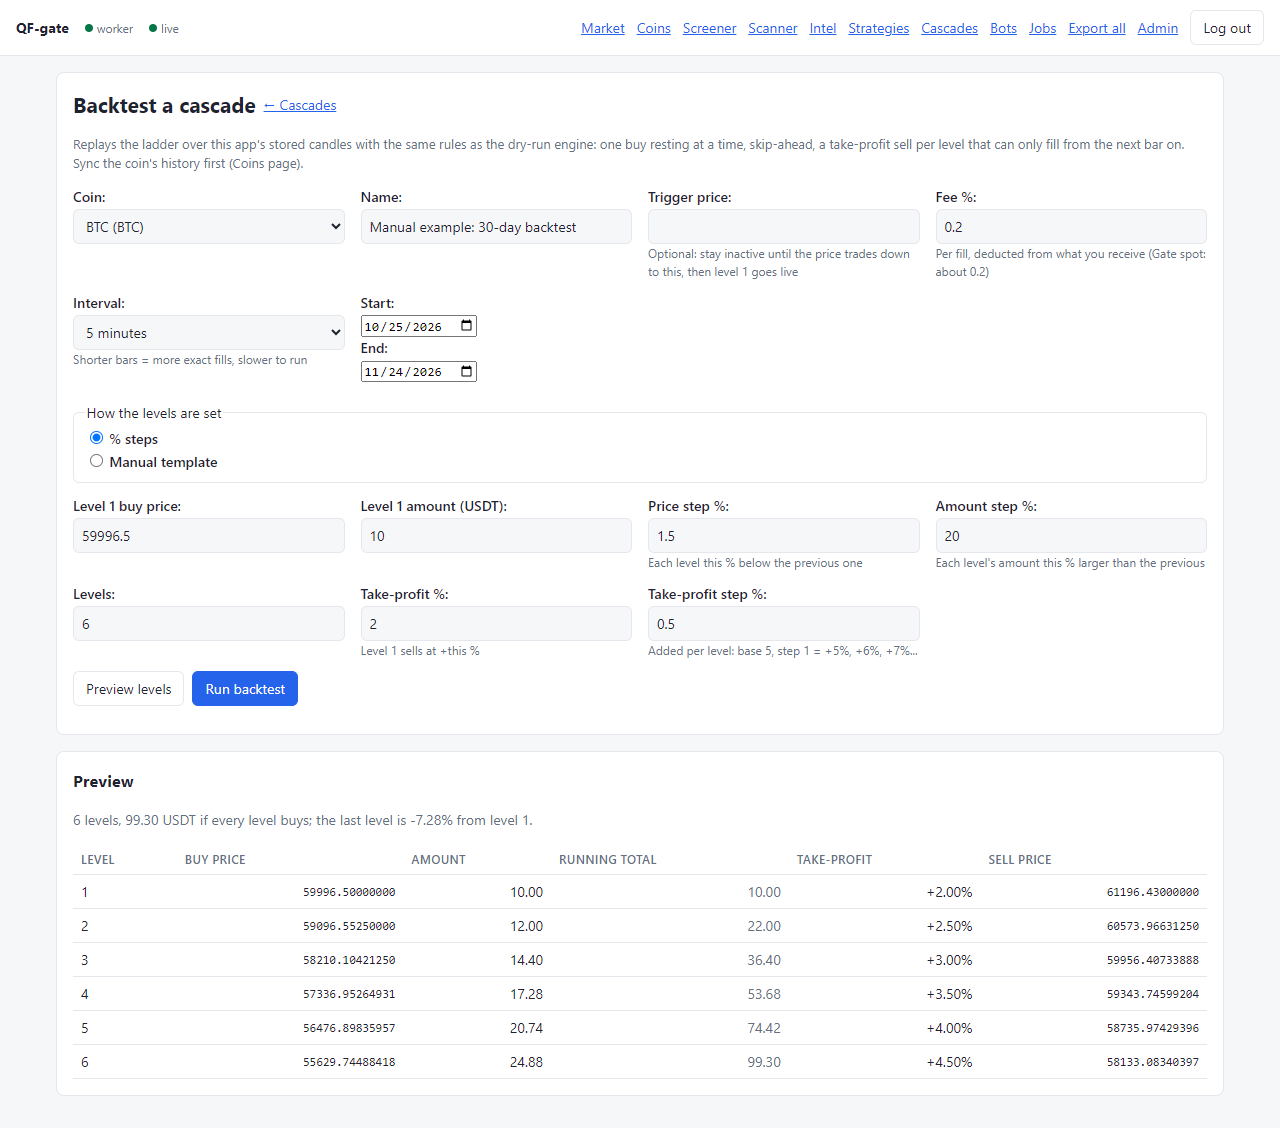 QF-gate worker live Market Coins Screener Scanner Intel Strategies Cascades Bots Jobs Export all Admin Log out
Backtest a cascade ← Cascades
Replays the ladder over this app's stored candles with the same rules as the dry-run engine: one buy resting at a time, skip-ahead, a take-profit sell per level that can only fill from the next bar on.
Sync the coin's history first (Coins page).
Coin: Name: Trigger price: Fee %:
BTC (BTC) Manual example: 30-day backtest 0.2
Optional: stay inactive until the price trades down Per fill, deducted from what you receive (Gate spot:
to this, then level 1 goes live about 0.2)
Interval: Start:
5 minutes 10/25/2026
Shorter bars = more exact fills, slower to run End:
11/24/2026
How the levels are set
% steps
Manual template
Level 1 buy price: Level 1 amount (USDT): Price step %: Amount step %:
59996.5 10 1.5 20
Each level this % below the previous one Each level's amount this % larger than the previous
Levels: Take-profit %: Take-profit step %:
6 2 0.5
Level 1 sells at +this % Added per level: base 5, step 1 = +5%, +6%, +7%...
Preview levels Run backtest
Preview
6 levels, 99.30 USDT if every level buys; the last level is -7.28% from level 1.
LEVEL BUY PRICE AMOUNT RUNNING TOTAL TAKE-PROFIT SELL PRICE
1 59996.50000000 10.00 10.00 +2.00% 61196.43000000
2 59096.55250000 12.00 22.00 +2.50% 60573.96631250
3 58210.10421250 14.40 36.40 +3.00% 59956.40733888
4 57336.95264931 17.28 53.68 +3.50% 59343.74599204
5 56476.89835957 20.74 74.42 +4.00% 58735.97429396
6 55629.74488418 24.88 99.30 +4.50% 58133.08340397